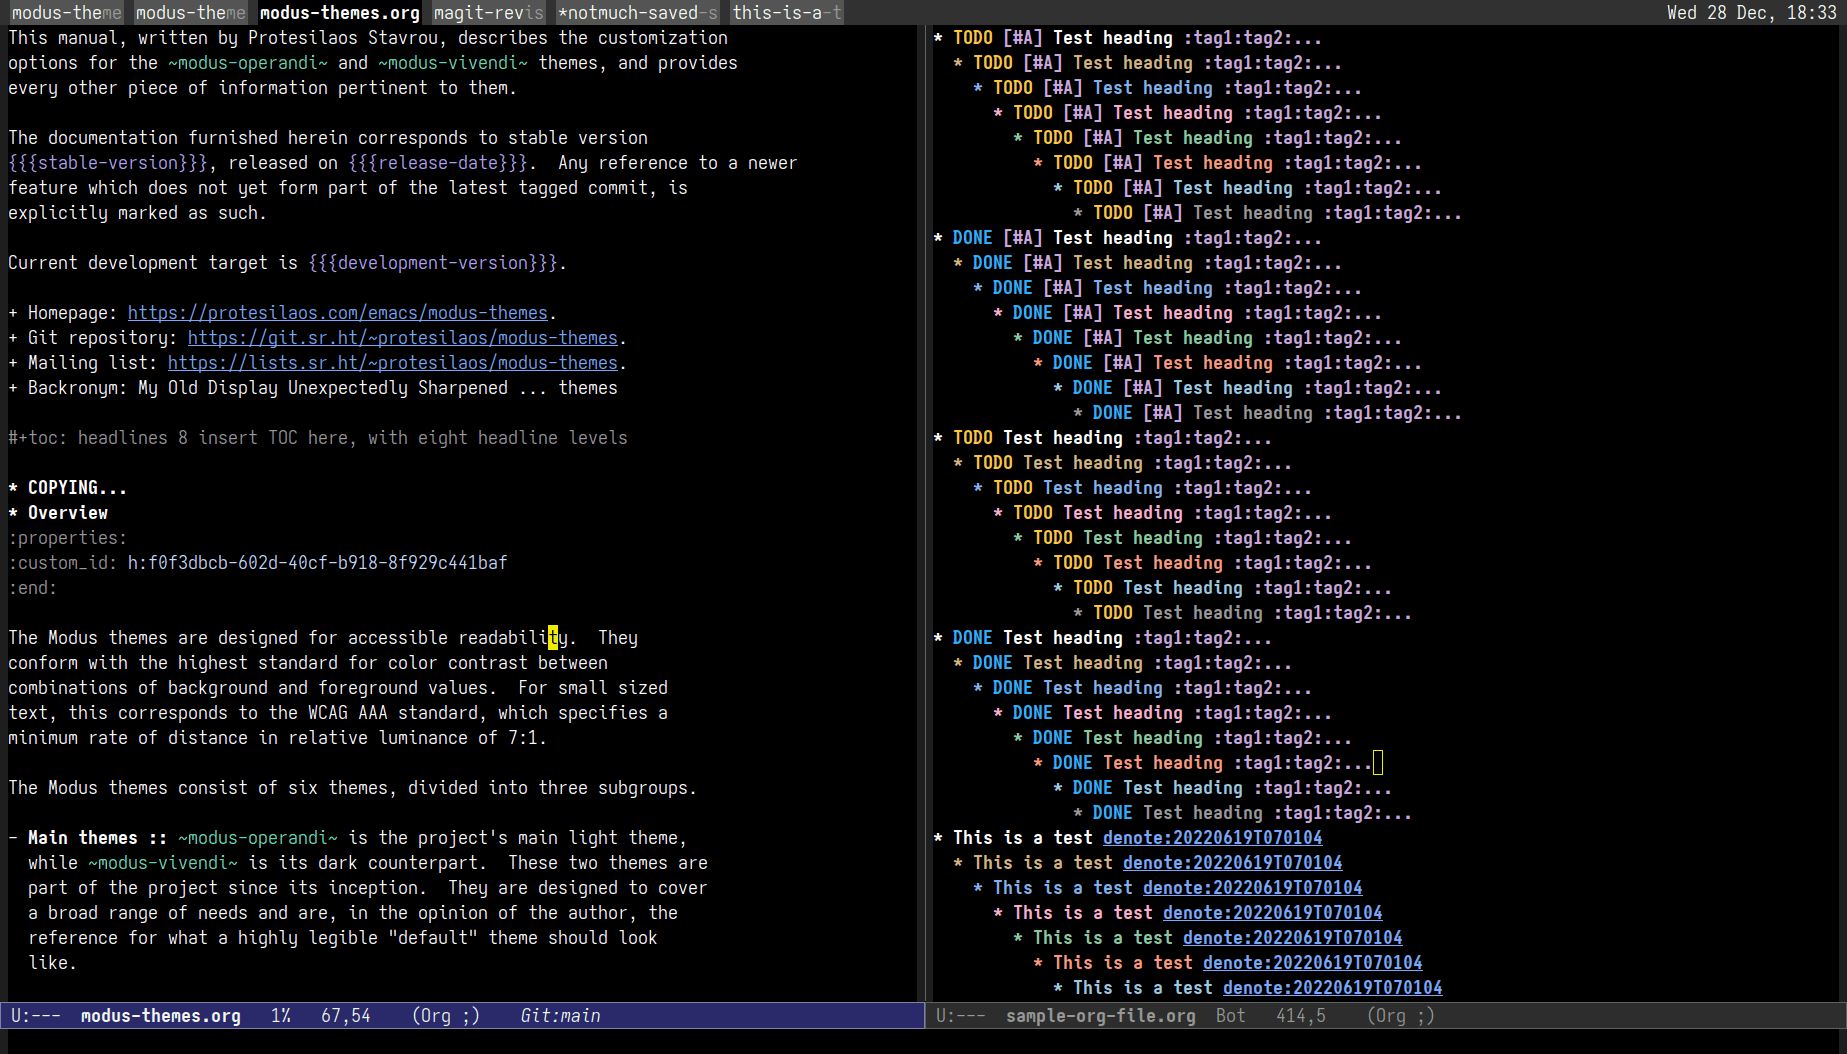 modus-theme modus-theme modus-themes.org magit-revis *notmuch-saved-s this-is-a-t Wed 28 Dec, 18:33
This manual, written by Protesilaos Stavrou, describes the customization
options for the ~modus-operandi~ and ~modus-vivendi~ themes, and provides
every other piece of information pertinent to them.
The documentation furnished herein corresponds to stable version
{{{stable-version}}}, released on {{{release-date}}}.  Any reference to a newer
feature which does not yet form part of the latest tagged commit, is
explicitly marked as such.
Current development target is {{{development-version}}}.
+ Homepage: https://protesilaos.com/emacs/modus-themes.
+ Git repository: https://git.sr.ht/~protesilaos/modus-themes.
+ Mailing list: https://lists.sr.ht/~protesilaos/modus-themes.
+ Backronym: My Old Display Unexpectedly Sharpened ... themes
#+toc: headlines 8 insert TOC here, with eight headline levels
* COPYING...
* Overview
:properties:
:custom_id: h:f0f3dbcb-602d-40cf-b918-8f929c441baf
:end:
The Modus themes are designed for accessible readability.  They
conform with the highest standard for color contrast between
combinations of background and foreground values.  For small sized
text, this corresponds to the WCAG AAA standard, which specifies a
minimum rate of distance in relative luminance of 7:1.
The Modus themes consist of six themes, divided into three subgroups.
- Main themes :: ~modus-operandi~ is the project's main light theme,
while ~modus-vivendi~ is its dark counterpart.  These two themes are
part of the project since its inception.  They are designed to cover
a broad range of needs and are, in the opinion of the author, the
reference for what a highly legible "default" theme should look
like.
U:--- modus-themes.org 1% 67,54 (Org ;) Git:main
* TODO [#A] Test heading :tag1:tag2:...
* TODO [#A] Test heading :tag1:tag2:...
* TODO [#A] Test heading :tag1:tag2:...
* TODO [#A] Test heading :tag1:tag2:...
* TODO [#A] Test heading :tag1:tag2:...
* TODO [#A] Test heading :tag1:tag2:...
* TODO [#A] Test heading :tag1:tag2:...
* TODO [#A] Test heading :tag1:tag2:...
* DONE [#A] Test heading :tag1:tag2:...
* DONE [#A] Test heading :tag1:tag2:...
* DONE [#A] Test heading :tag1:tag2:...
* DONE [#A] Test heading :tag1:tag2:...
* DONE [#A] Test heading :tag1:tag2:...
* DONE [#A] Test heading :tag1:tag2:...
* DONE [#A] Test heading :tag1:tag2:...
* DONE [#A] Test heading :tag1:tag2:...
* TODO Test heading :tag1:tag2:...
* TODO Test heading :tag1:tag2:...
* TODO Test heading :tag1:tag2:...
* TODO Test heading :tag1:tag2:...
* TODO Test heading :tag1:tag2:...
* TODO Test heading :tag1:tag2:...
* TODO Test heading :tag1:tag2:...
* TODO Test heading :tag1:tag2:...
* DONE Test heading :tag1:tag2:...
* DONE Test heading :tag1:tag2:...
* DONE Test heading :tag1:tag2:...
* DONE Test heading :tag1:tag2:...
* DONE Test heading :tag1:tag2:...
* DONE Test heading :tag1:tag2:...
* DONE Test heading :tag1:tag2:...
* DONE Test heading :tag1:tag2:...
* This is a test denote:20220619T070104
* This is a test denote:20220619T070104
* This is a test denote:20220619T070104
* This is a test denote:20220619T070104
* This is a test denote:20220619T070104
* This is a test denote:20220619T070104
* This is a test denote:20220619T070104
U:--- sample-org-file.org Bot 414,5 (Org ;)